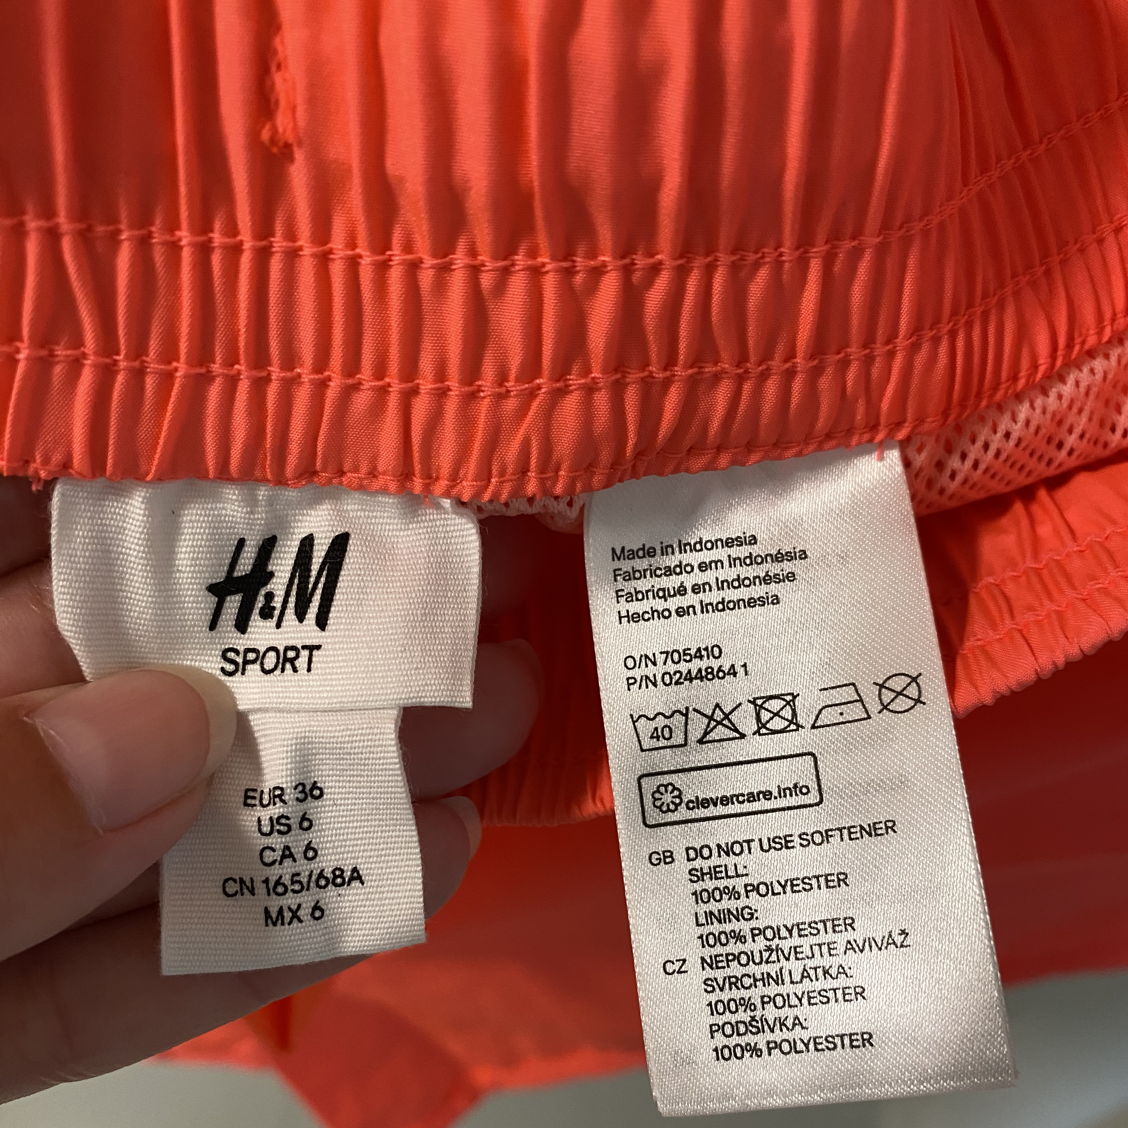 H&M
SPORT
EUR 36
US 6
CA 6
CN 165/68A
MX 6
Made in Indonesia
Fabricado em Indonésia
Fabriqué en Indonésie
Hecho en Indonesia
O/N 705410
P/N 0244864 1
40
clevercare.info
GB DO NOT USE SOFTENER
SHELL:
100% POLYESTER
LINING:
100% POLYESTER
CZ NEPOUŽÍVEJTE AVIVÁŽ
SVRCHNÍ LÁTKA:
100% POLYESTER
PODŠÍVKA:
100% POLYESTER